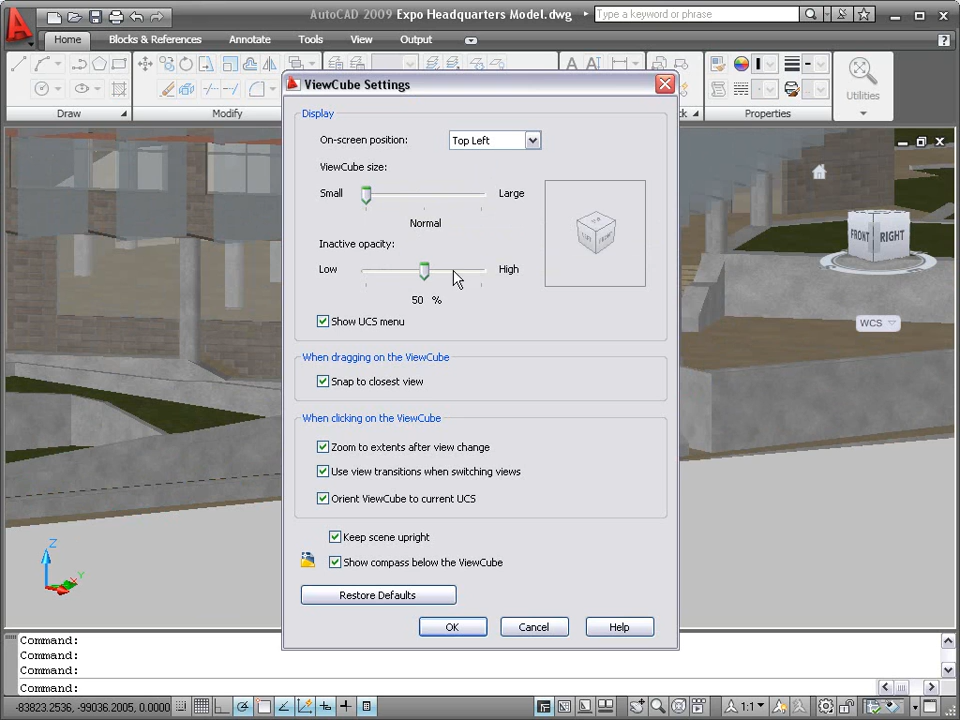 AutoCAD 2009 Expo Headquarters Model.dwg
Type a keyword or phrase
Home
Blocks & References
Annotate
Tools
View
Output
Utilities
Draw
Modify
Properties
ViewCube Settings
Display
On-screen position:
Top Left
ViewCube size:
Small
Large
Normal
Inactive opacity:
Low
High
50 %
Show UCS menu
When dragging on the ViewCube
Snap to closest view
When clicking on the ViewCube
Zoom to extents after view change
Use view transitions when switching views
Orient ViewCube to current UCS
Keep scene upright
Show compass below the ViewCube
Restore Defaults
OK
Cancel
Help
FRONT
RIGHT
WCS
Z
Y
Command:
Command:
Command:
Command:
-83823.2536, -99036.2005, 0.0000
1:1